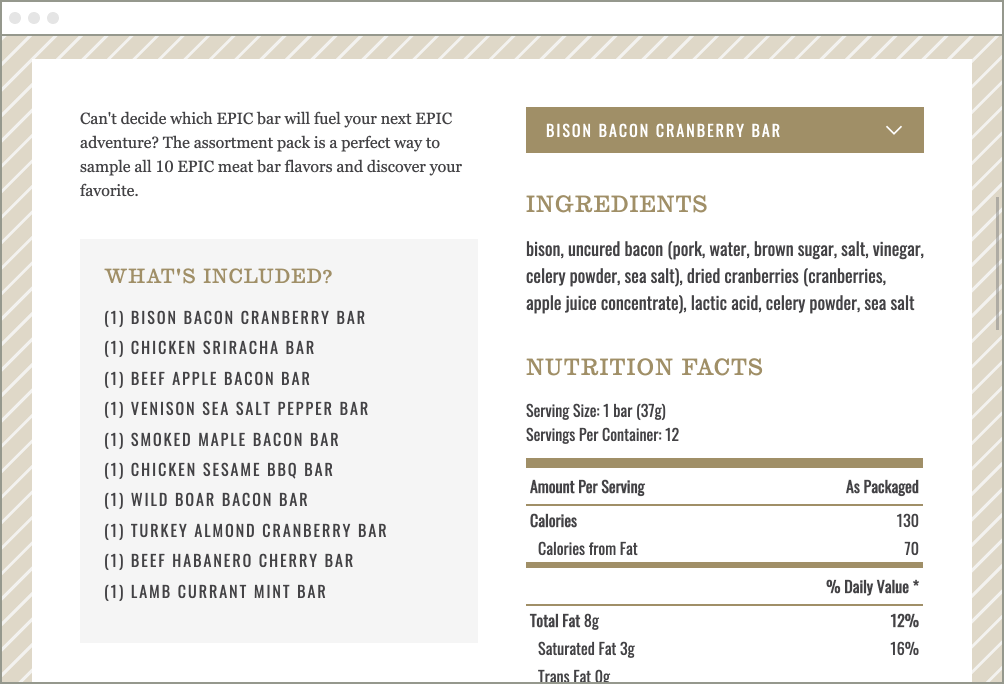 Can't decide which EPIC bar will fuel your next EPIC
adventure? The assortment pack is a perfect way to
sample all 10 EPIC meat bar flavors and discover your
favorite.
WHAT'S INCLUDED?
(1) BISON BACON CRANBERRY BAR
(1) CHICKEN SRIRACHA BAR
(1) BEEF APPLE BACON BAR
(1) VENISON SEA SALT PEPPER BAR
(1) SMOKED MAPLE BACON BAR
(1) CHICKEN SESAME BBQ BAR
(1) WILD BOAR BACON BAR
(1) TURKEY ALMOND CRANBERRY BAR
(1) BEEF HABANERO CHERRY BAR
(1) LAMB CURRANT MINT BAR
BISON BACON CRANBERRY BAR
INGREDIENTS
bison, uncured bacon (pork, water, brown sugar, salt, vinegar,
celery powder, sea salt), dried cranberries (cranberries,
apple juice concentrate), lactic acid, celery powder, sea salt
NUTRITION FACTS
Serving Size: 1 bar (37g)
Servings Per Container: 12
Amount Per Serving As Packaged
Calories 130
Calories from Fat 70
% Daily Value *
Total Fat 8g 12%
Saturated Fat 3g 16%
Trans Fat 0g